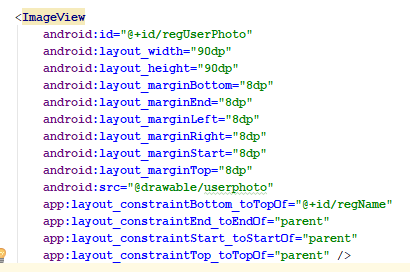 <ImageView
android:id="@+id/regUserPhoto"
android:layout_width="90dp"
android:layout_height="90dp"
android:layout_marginBottom="8dp"
android:layout_marginEnd="8dp"
android:layout_marginLeft="8dp"
android:layout_marginRight="8dp"
android:layout_marginStart="8dp"
android:layout_marginTop="8dp"
android:src="@drawable/userphoto"
app:layout_constraintBottom_toTopOf="@+id/regName"
app:layout_constraintEnd_toEndOf="parent"
app:layout_constraintStart_toStartOf="parent"
app:layout_constraintTop_toTopOf="parent" />